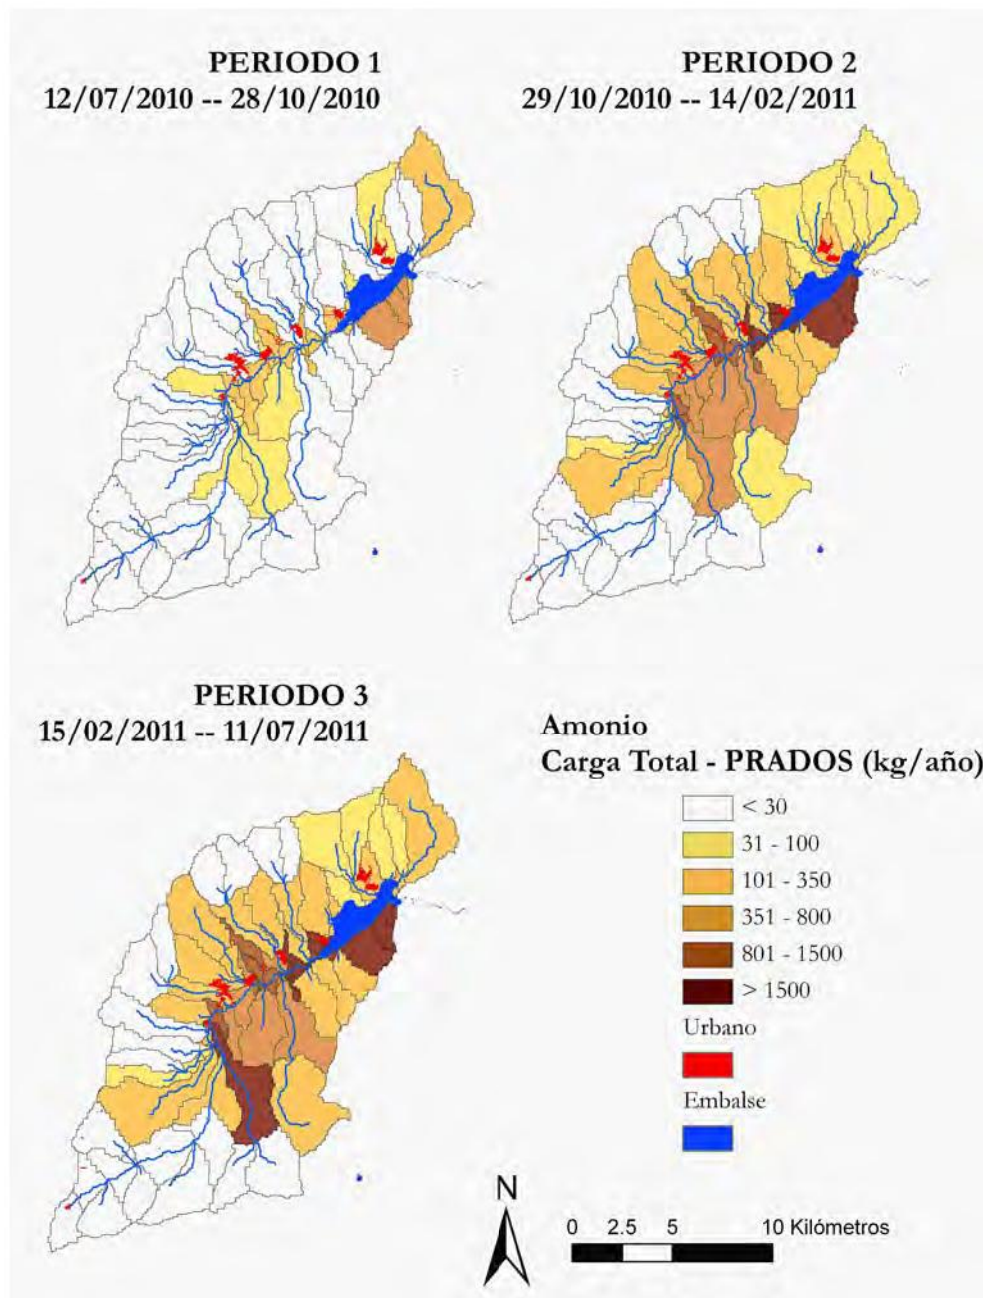 PERIODO 1
12/07/2010 -- 28/10/2010
PERIODO 2
29/10/2010 -- 14/02/2011
PERIODO 3
15/02/2011 -- 11/07/2011
Amonio
Carga Total - PRADOS (kg/año)
< 30
31 - 100
101 - 350
351 - 800
801 - 1500
> 1500
Urbano
Embalse
N
0 2.5 5 10 Kilómetros